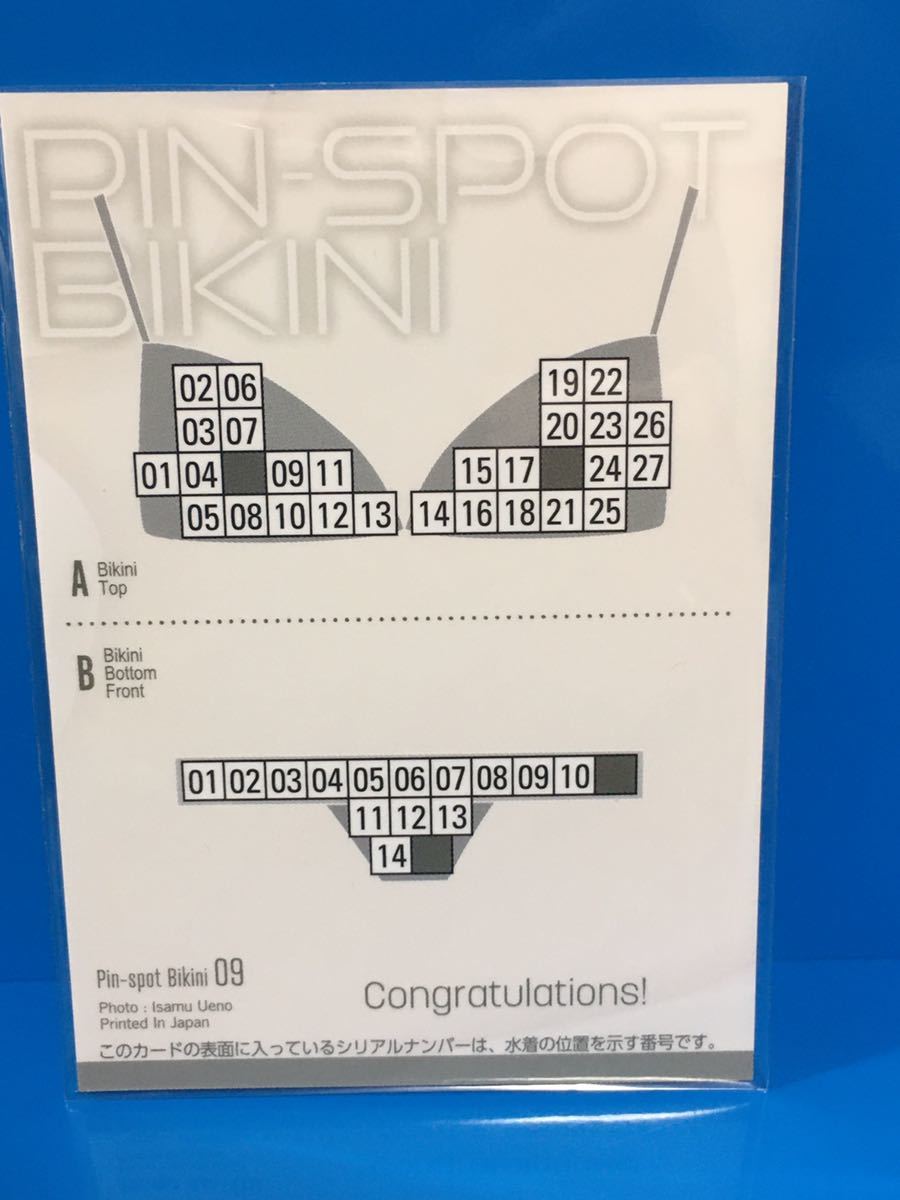 PIN-SPOT
BIKINI
02 06
03 07
01 04 09 11
05 08 10 12 13
19 22
20 23 26
15 17 24 27
14 16 18 21 25
A Bikini
Top
B Bikini
Bottom
Front
01 02 03 04 05 06 07 08 09 10
11 12 13
14
Pin-spot Bikini 09
Photo : Isamu Ueno
Printed In Japan
Congratulations!
このカードの表面に入っているシリアルナンバーは、水着の位置を示す番号です。